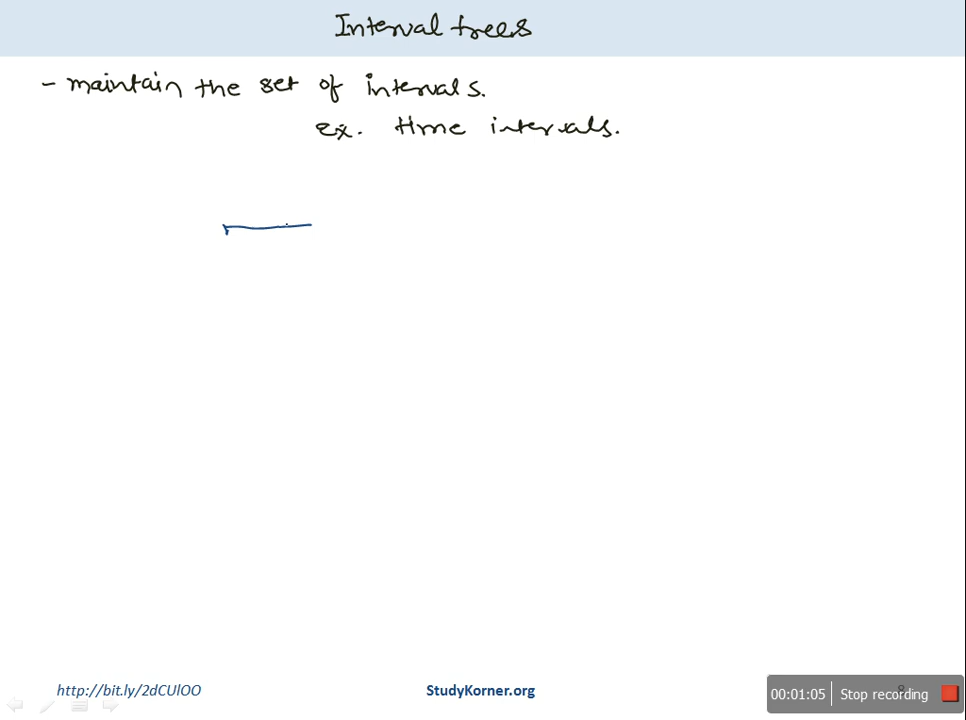 Interval trees
- maintain the set of intervals.
ex. time intervals.
http://bit.ly/2dCUlOO
StudyKorner.org
00:01:05 Stop recording